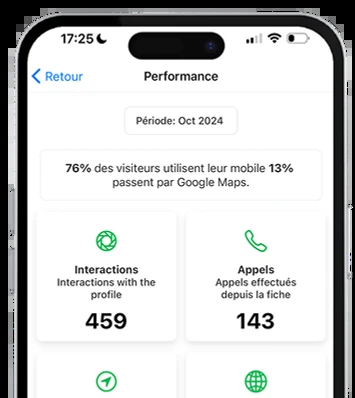 17:25
Retour
Performance
Période: Oct 2024
76% des visiteurs utilisent leur mobile 13%
passent par Google Maps.
Interactions
Interactions with the
profile
459
Appels
Appels effectués
depuis la fiche
143